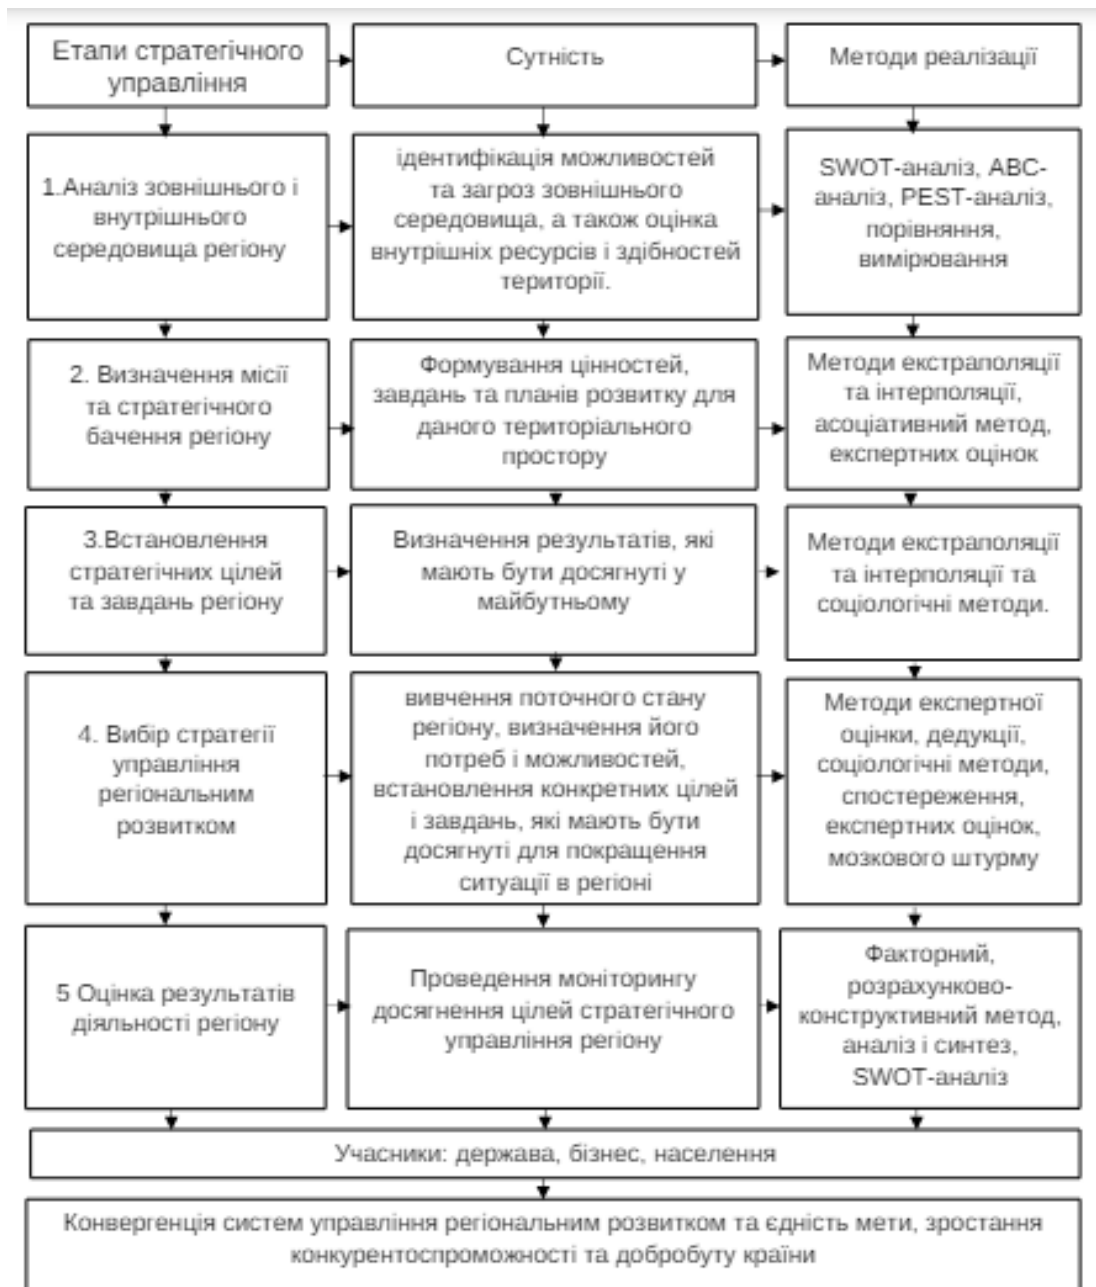 Етапи стратегічного
управління
Сутність
Методи реалізації
1.Аналіз зовнішнього і
внутрішнього
середовища регіону
ідентифікація можливостей
та загроз зовнішнього
середовища, а також оцінка
внутрішніх ресурсів і здібностей
території.
SWOT-аналіз, ABC-
аналіз, PEST-аналіз,
порівняння,
вимірювання
2. Визначення місії
та стратегічного
бачення регіону
Формування цінностей,
завдань та планів розвитку для
даного територіального
простору
Методи екстраполяції
та інтерполяції,
асоціативний метод,
експертних оцінок
3.Встановлення
стратегічних цілей
та завдань регіону
Визначення результатів, які
мають бути досягнуті у
майбутньому
Методи екстраполяції
та інтерполяції та
соціологічні методи.
4. Вибір стратегії
управління
регіональним
розвитком
вивчення поточного стану
регіону, визначення його
потреб і можливостей,
встановлення конкретних цілей
і завдань, які мають бути
досягнуті для покращення
ситуації в регіоні
Методи експертної
оцінки, дедукції,
соціологічні методи,
спостереження,
експертних оцінок,
мозкового штурму
5 Оцінка результатів
діяльності регіону
Проведення моніторингу
досягнення цілей стратегічного
управління регіону
Факторний,
розрахунково-
конструктивний метод,
аналіз і синтез,
SWOT-аналіз
Учасники: держава, бізнес, населення
Конвергенція систем управління регіональним розвитком та єдність мети, зростання
конкурентоспроможності та добробуту країни